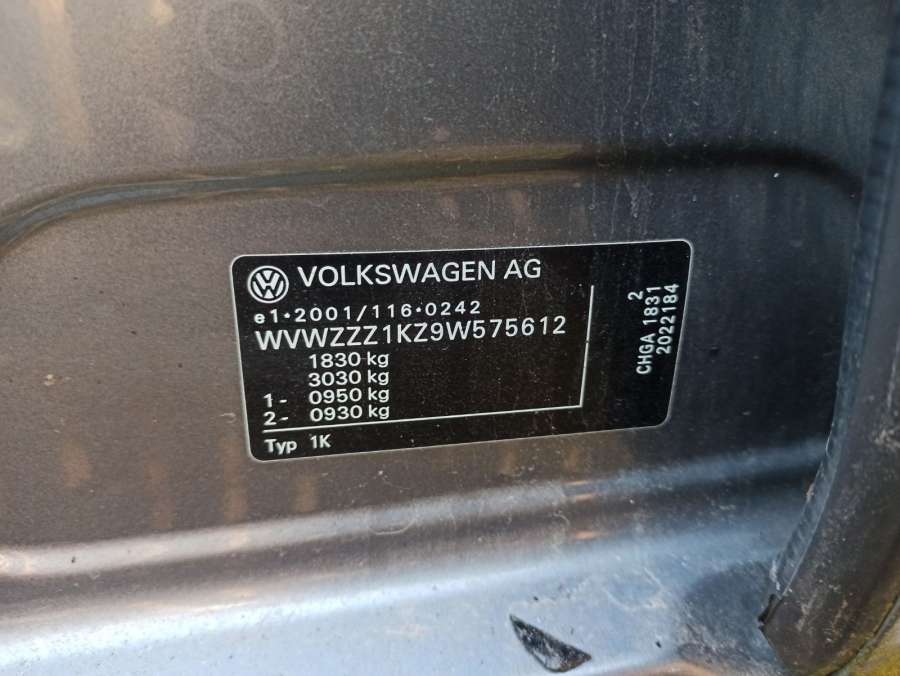 VOLKSWAGEN AG
e1*2001/116*0242
WVWZZZ1KZ9W575612
1830 kg
3030 kg
1- 0950 kg
2- 0930 kg
Typ 1K
2
CHGA 1831
2022184